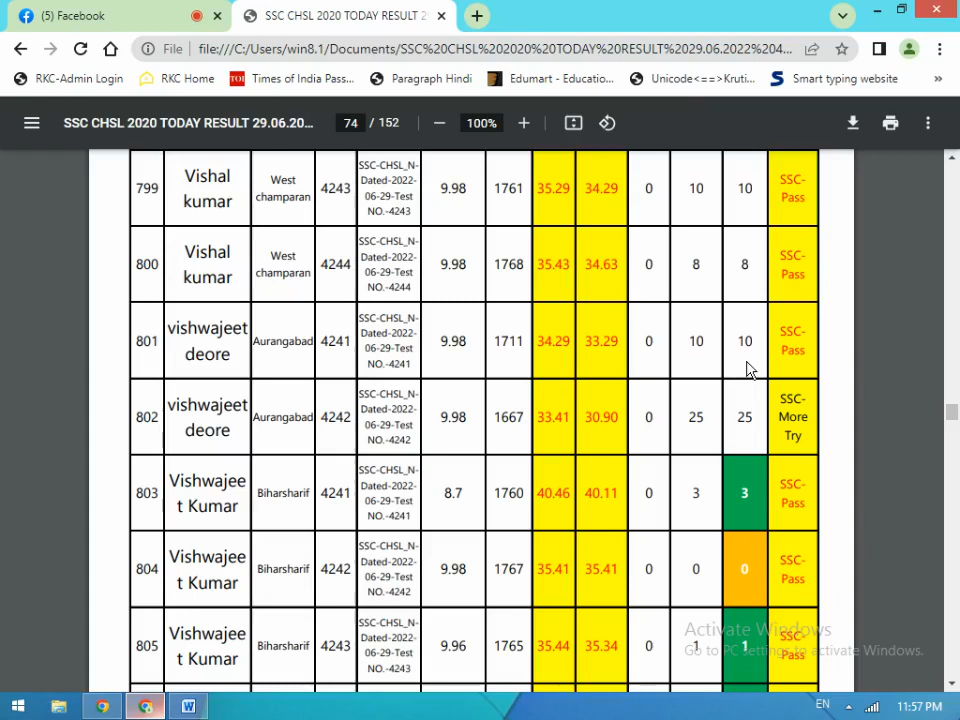 (5) Facebook
SSC CHSL 2020 TODAY RESULT 29
File file:///C:/Users/win8.1/Documents/SSC%20CHSL%202020%20TODAY%20RESULT%2029.06.2022%204...
RKC-Admin Login RKC Home TOI Times of India Pass... Paragraph Hindi Edumart - Educatio... Unicode<==>Kruti... Smart typing website »
SSC CHSL 2020 TODAY RESULT 29.06.20... 74 / 152 — 100% +
799 Vishal kumar West champaran 4243 SSC-CHSL_N-Dated-2022-06-29-Test NO.-4243 9.98 1761 35.29 34.29 0 10 10 SSC-Pass
800 Vishal kumar West champaran 4244 SSC-CHSL_N-Dated-2022-06-29-Test NO.-4244 9.98 1768 35.43 34.63 0 8 8 SSC-Pass
801 vishwajeet deore Aurangabad 4241 SSC-CHSL_N-Dated-2022-06-29-Test NO.-4241 9.98 1711 34.29 33.29 0 10 10 SSC-Pass
802 vishwajeet deore Aurangabad 4242 SSC-CHSL_N-Dated-2022-06-29-Test NO.-4242 9.98 1667 33.41 30.90 0 25 25 SSC-More Try
803 Vishwajeet Kumar Biharsharif 4241 SSC-CHSL_N-Dated-2022-06-29-Test NO.-4241 8.7 1760 40.46 40.11 0 3 3 SSC-Pass
804 Vishwajeet Kumar Biharsharif 4242 SSC-CHSL_N-Dated-2022-06-29-Test NO.-4242 9.98 1767 35.41 35.41 0 0 0 SSC-Pass
805 Vishwajeet Kumar Biharsharif 4243 SSC-CHSL_N-Dated-2022-06-29-Test NO.-4243 9.96 1765 35.44 35.34 0 1 1 SSC-Pass
Activate Windows
Go to PC settings to activate Windows.
EN 11:57 PM